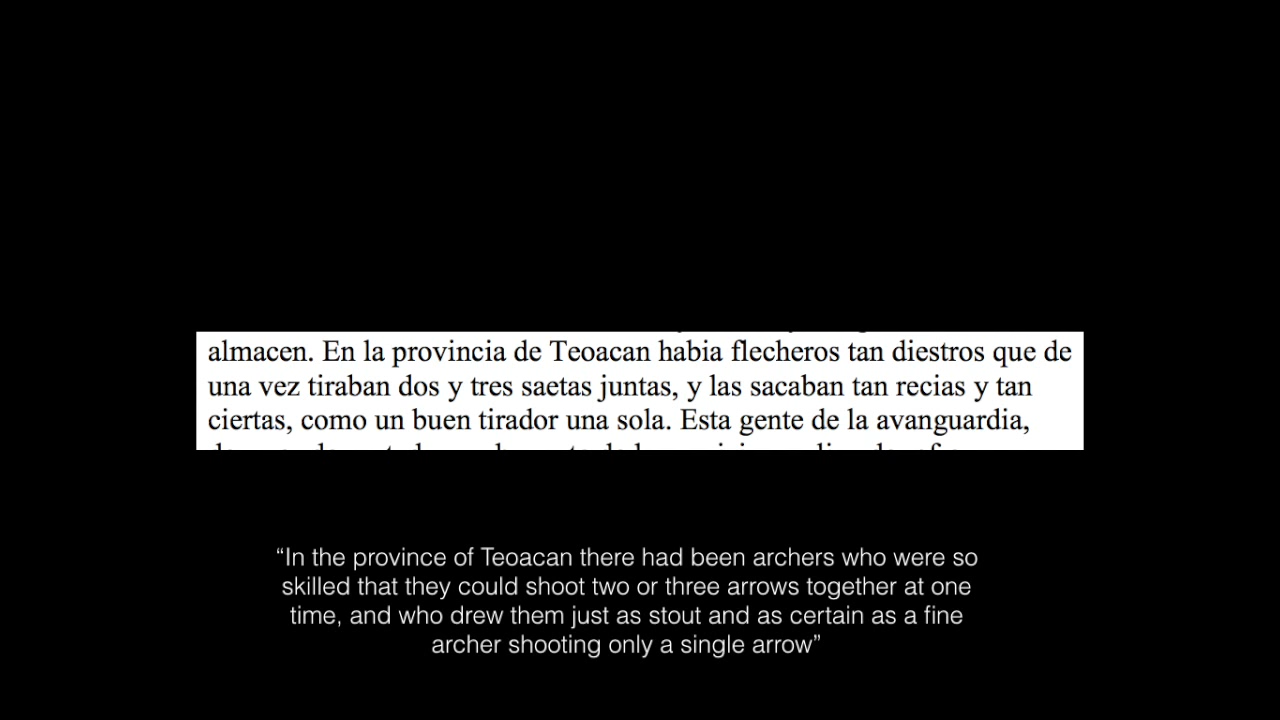 almacen. En la provincia de Teoacan habia flecheros tan diestros que de
una vez tiraban dos y tres saetas juntas, y las sacaban tan recias y tan
ciertas, como un buen tirador una sola. Esta gente de la avanguardia,
“In the province of Teoacan there had been archers who were so
skilled that they could shoot two or three arrows together at one
time, and who drew them just as stout and as certain as a fine
archer shooting only a single arrow”